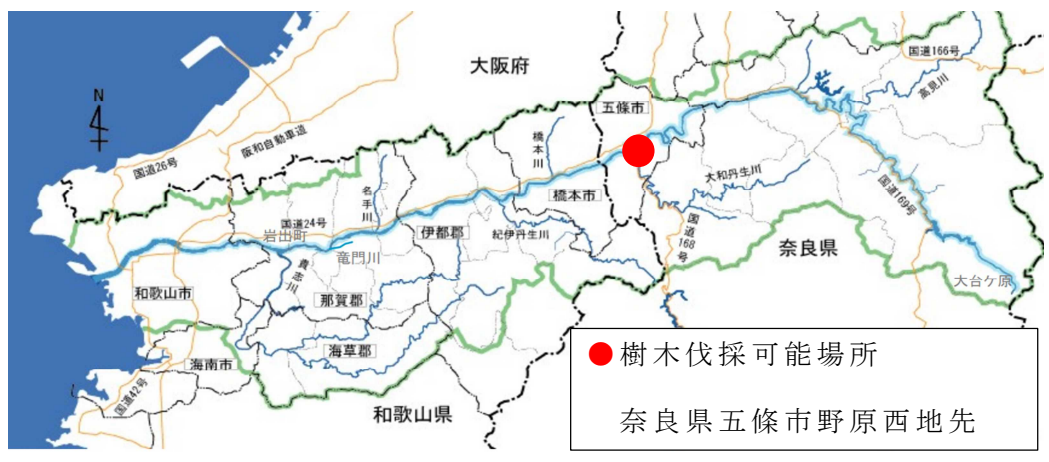 大阪府
国道166号
高見川
五條市
N
阪和自動車道
国道26号
橋本川
名手川
大和丹生川
橋本市
国道169号
国道24号
岩出町
伊都郡
紀伊丹生川
国道168号
竜門川
奈良県
貴志川
大台ケ原
和歌山市
那賀郡
海草郡
海南市
国道42号
和歌山県
樹木伐採可能場所
奈良県五條市野原西地先